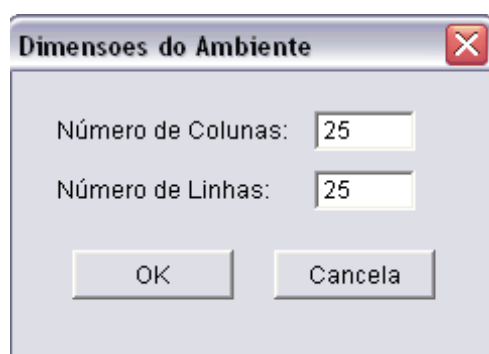 Dimensoes do Ambiente
Número de Colunas: 25
Número de Linhas: 25
OK Cancela